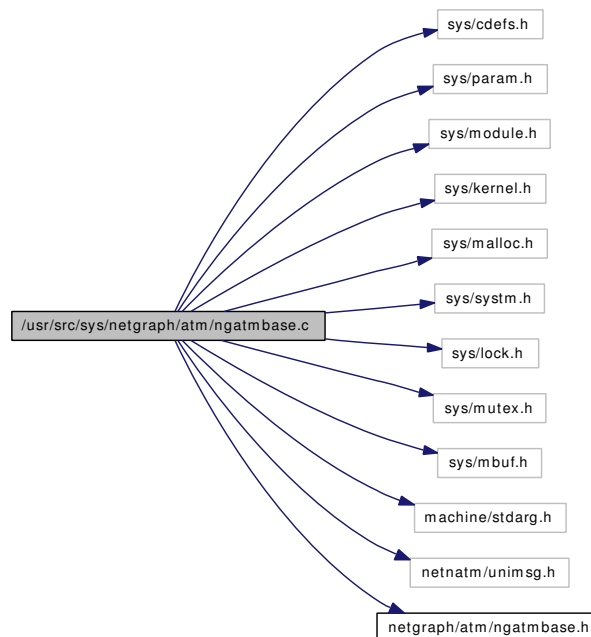 sys/cdefs.h
sys/param.h
sys/module.h
sys/kernel.h
sys/malloc.h
/usr/src/sys/netgraph/atm/ngatmbase.c
sys/systm.h
sys/lock.h
sys/mutex.h
sys/mbuf.h
machine/stdarg.h
netnatm/unimsg.h
netgraph/atm/ngatmbase.h